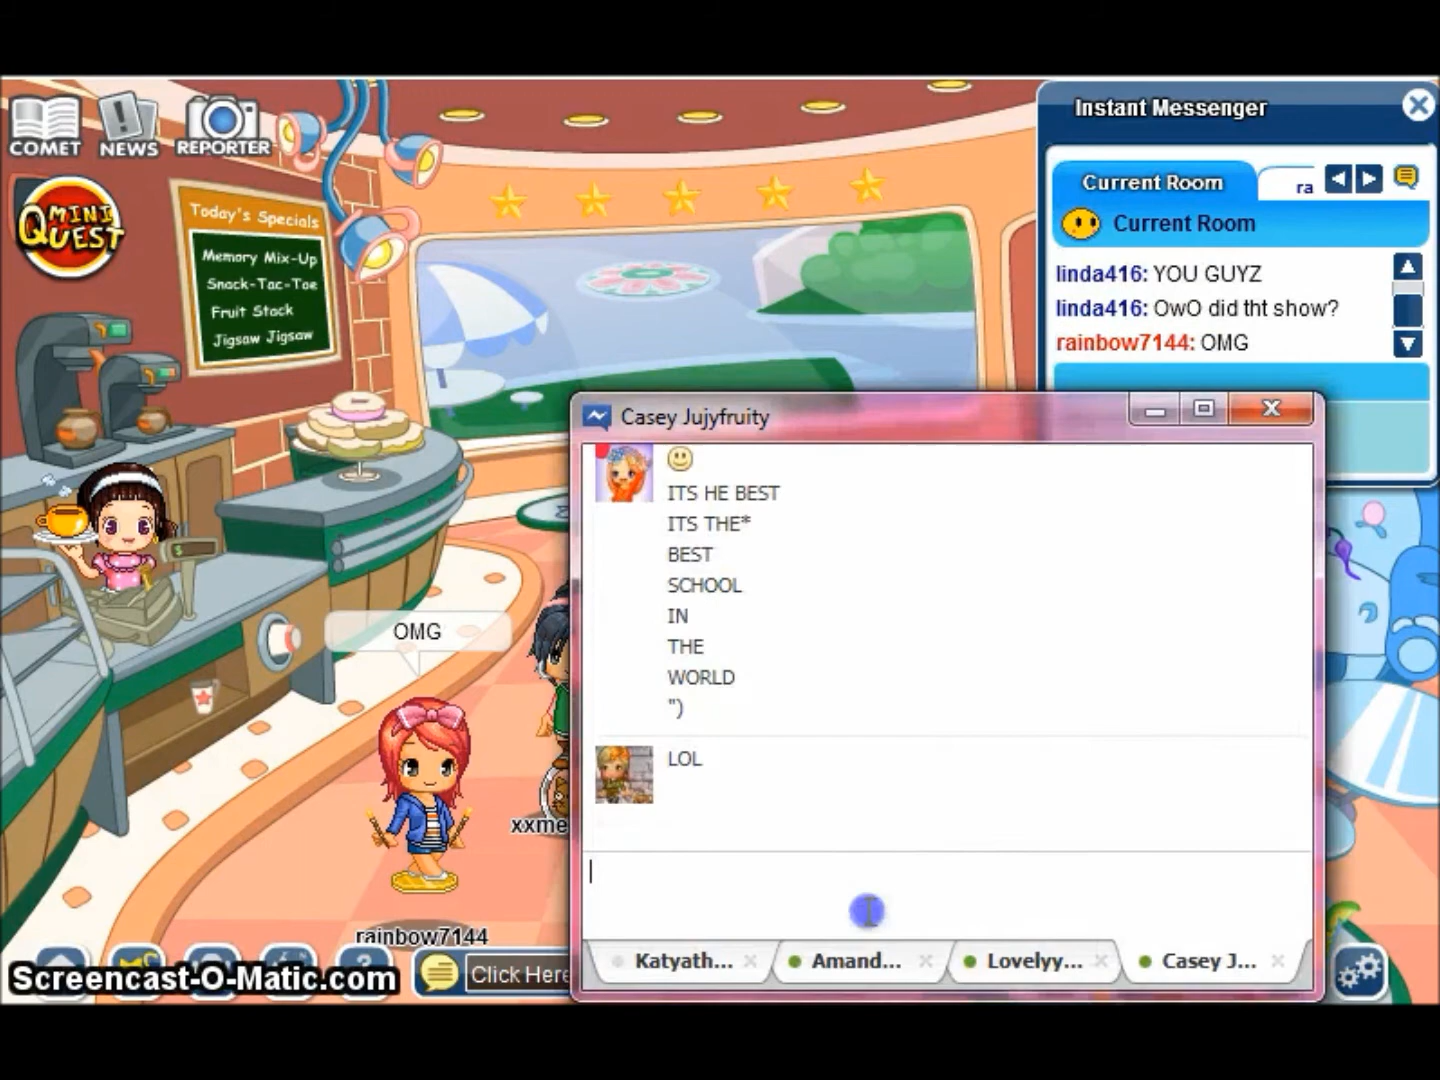 COMET
NEWS
REPORTER
MINI
QUEST
Today's Specials
Memory Mix-Up
Snack-Tac-Toe
Fruit Stack
Jigsaw Jigsaw
Instant Messenger
Current Room
ra
Current Room
linda416: YOU GUYZ
linda416: OwO did tht show?
rainbow7144: OMG
Casey Jujyfruity
ITS HE BEST
ITS THE*
BEST
SCHOOL
IN
THE
WORLD
")
LOL
OMG
xxme
rainbow7144
Click Here
Katyath...
Amand...
Lovelyy...
Casey J...
Screencast-O-Matic.com